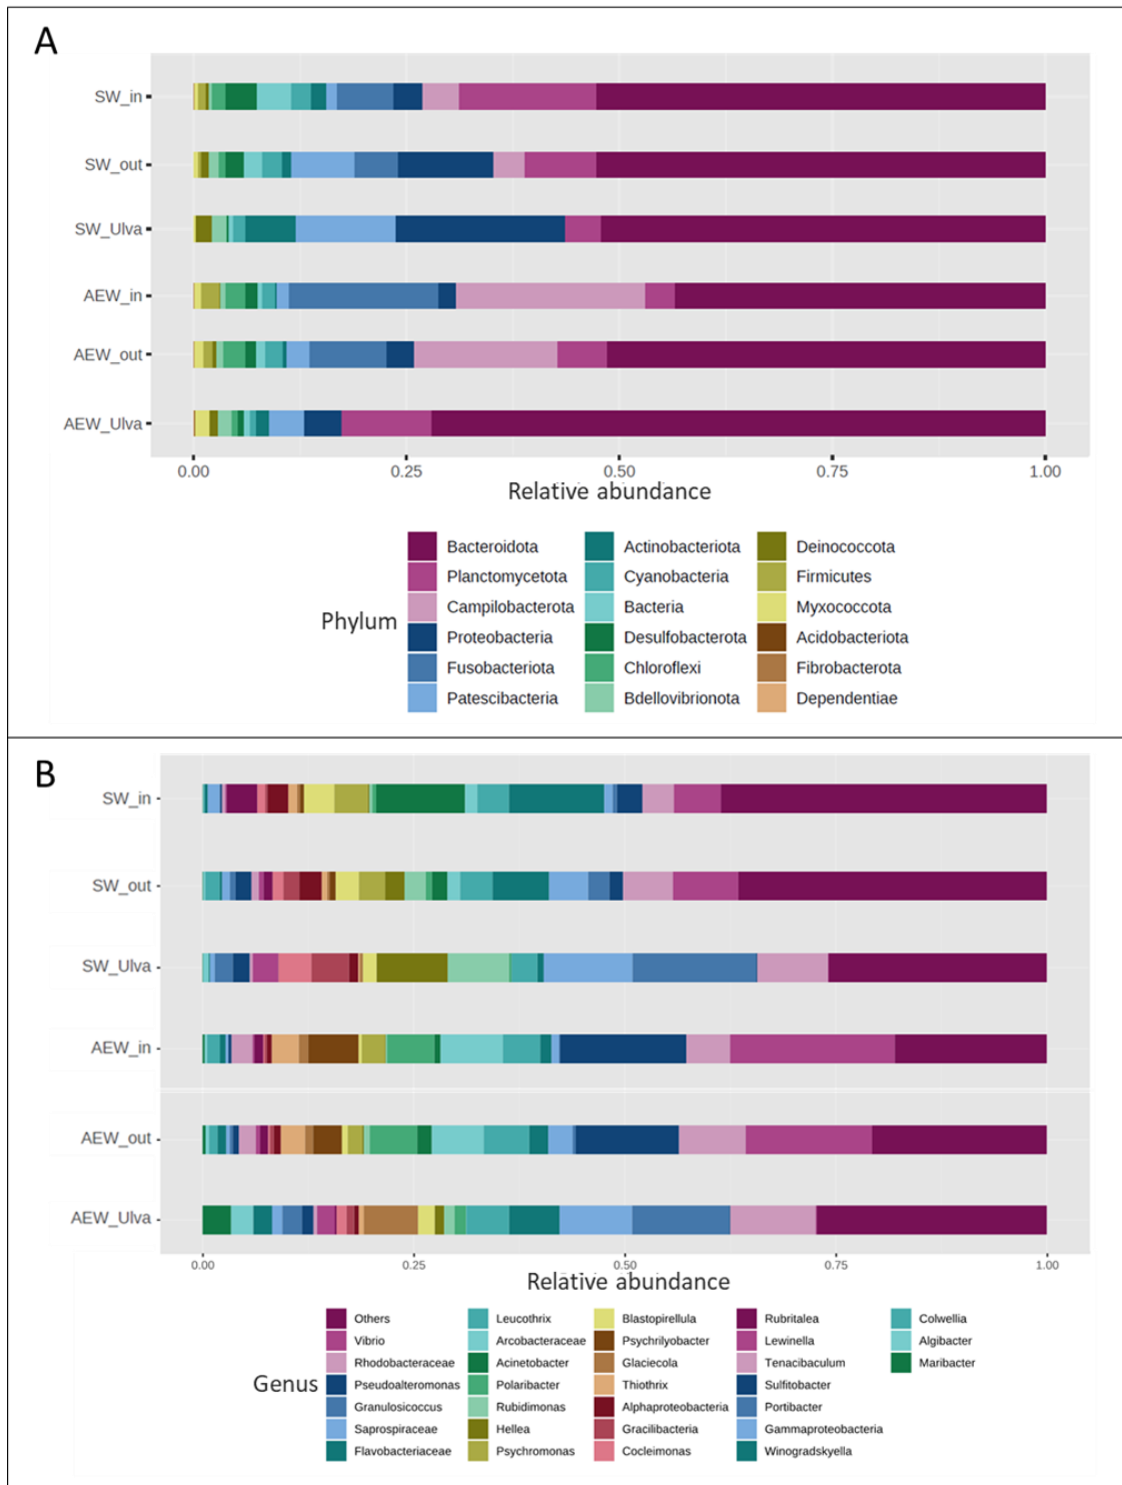 A
SW_in
SW_out
SW_Ulva
AEW_in
AEW_out
AEW_Ulva
0.00 0.25 0.50 0.75 1.00
Relative abundance
Phylum
Bacteroidota Actinobacteriota Deinococcota
Planctomycetota Cyanobacteria Firmicutes
Campilobacterota Bacteria Myxococcota
Proteobacteria Desulfobacterota Acidobacteriota
Fusobacteriota Chloroflexi Fibrobacterota
Patescibacteria Bdellovibrionota Dependentiae
B
SW_in
SW_out
SW_Ulva
AEW_in
AEW_out
AEW_Ulva
0.00 0.25 0.50 0.75 1.00
Relative abundance
Genus
Others Leucothrix Blastopirellula Rubritalea Colwellia
Vibrio Arcobacteraceae Psychrilyobacter Lewinella Algibacter
Rhodobacteraceae Acinetobacter Glaciecola Tenacibaculum Maribacter
Pseudoalteromonas Polaribacter Thiothrix Sulfitobacter
Granulosicoccus Rubidimonas Alphaproteobacteria Portibacter
Saprospiraceae Hellea Gracilibacteria Gammaproteobacteria
Flavobacteriaceae Psychromonas Cocleimonas Winogradskyella